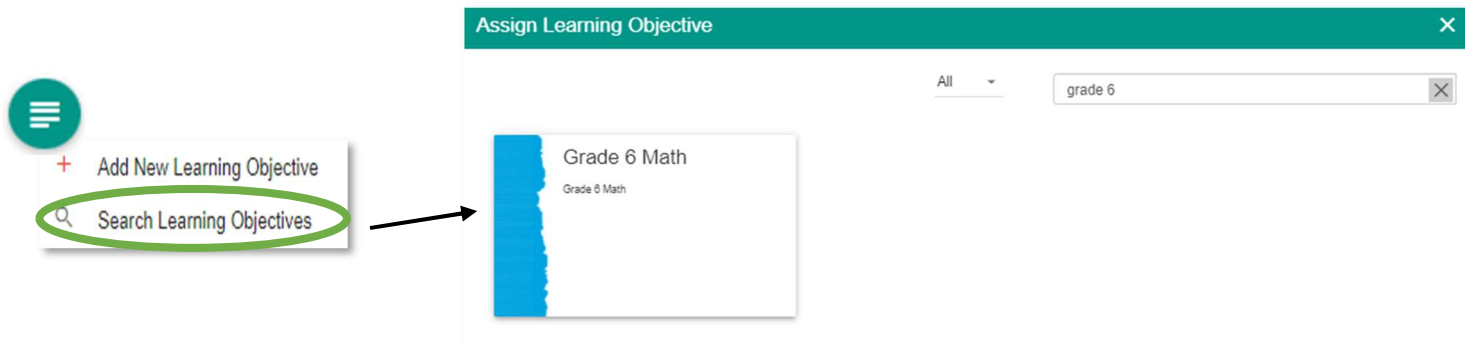 Assign Learning Objective
All
grade 6
Add New Learning Objective
Search Learning Objectives
Grade 6 Math
Grade 6 Math